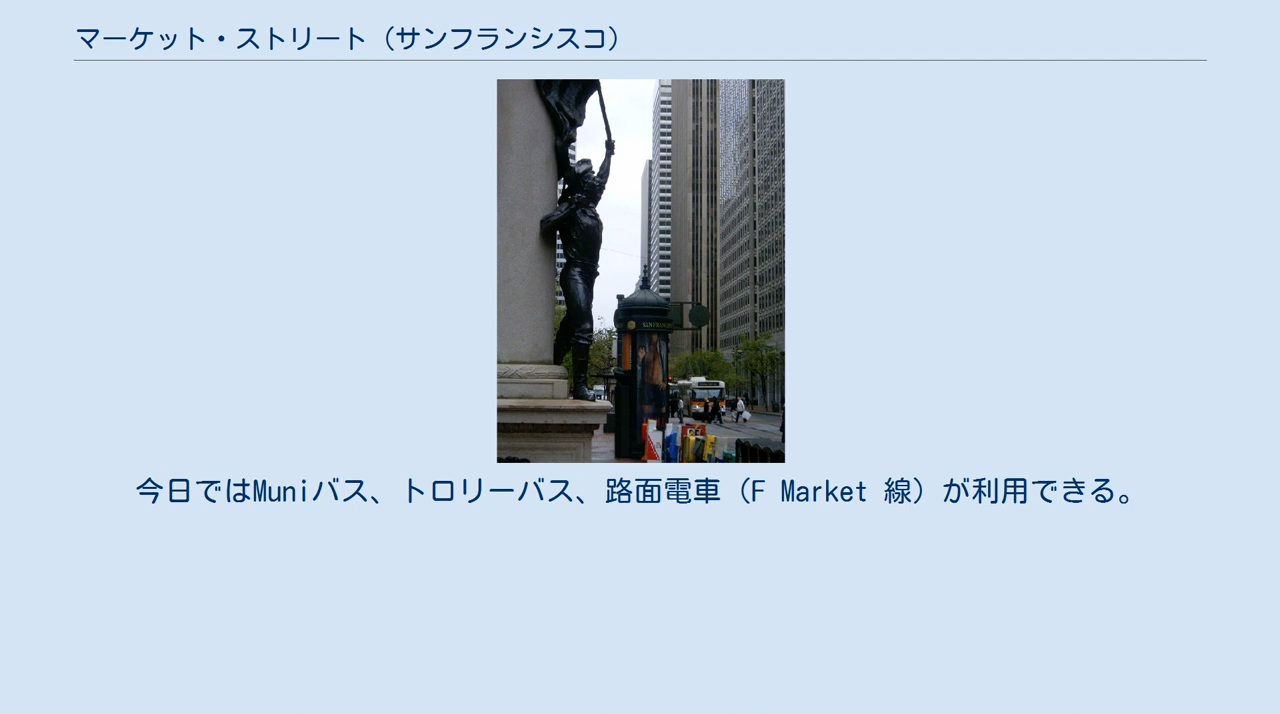 マーケット・ストリート（サンフランシスコ）
今日ではMuniバス、トロリーバス、路面電車（F Market 線）が利用できる。